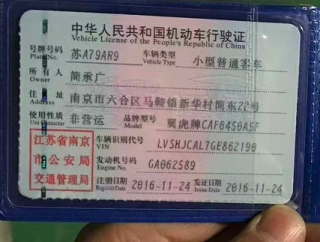 中华人民共和国机动车行驶证
Vehicle License of the People's Republic of China
号牌号码 苏A79AR9 车辆类型 小型普通客车
Plate No. Vehicle Type
所有人 简承广
Owner
住址 南京市六合区马鞍镇新华村熊东22号
Address
使用性质 非营运 品牌型号 翼虎牌CAF6450A5F
Use Character Model
江苏省南京
市公安局
交通管理局
车辆识别代号 LVSHJCAL7GE862190
VIN
发动机号码 GA062589
Engine No.
注册日期 2016-11-24 发证日期 2016-11-24
Register Date Issue Date